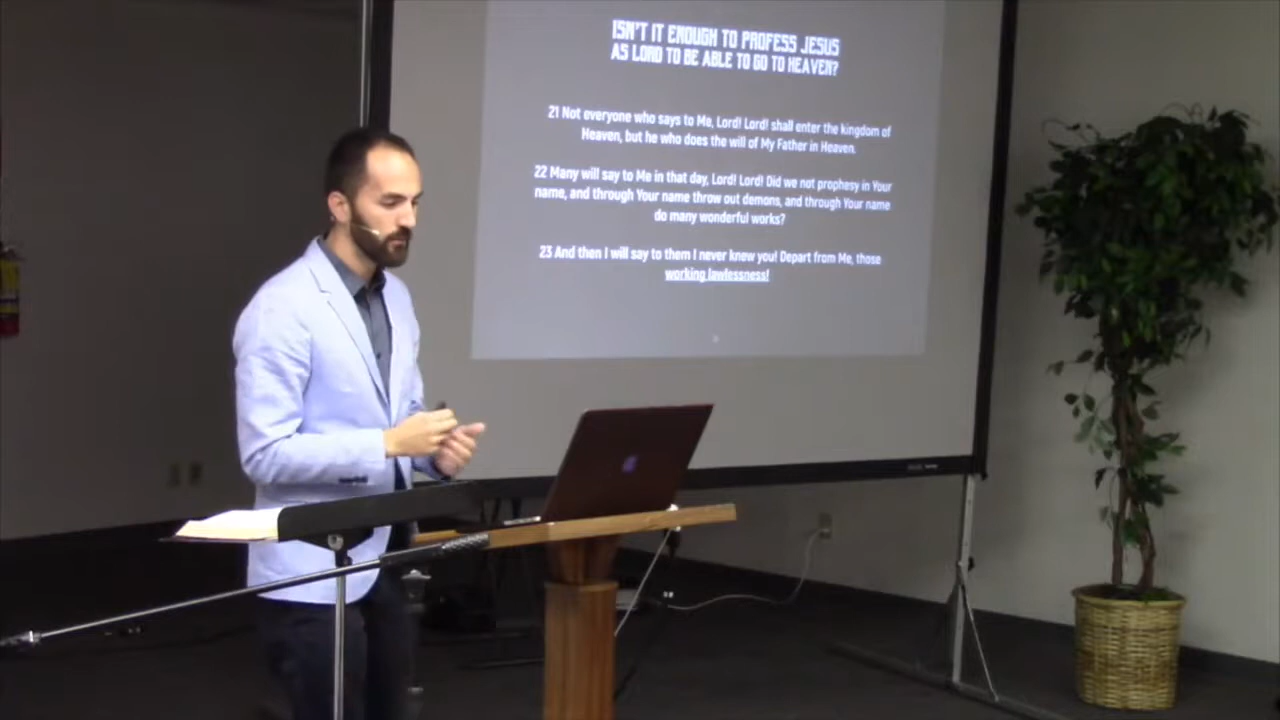 ISN'T IT ENOUGH TO PROFESS JESUS
AS LORD TO BE ABLE TO GO TO HEAVEN?
21 Not everyone who says to Me, Lord! Lord! shall enter the kingdom of
Heaven, but he who does the will of My Father in Heaven.
22 Many will say to Me in that day, Lord! Lord! Did we not prophesy in Your
name, and through Your name throw out demons, and through Your name
do many wonderful works?
23 And then I will say to them I never knew you! Depart from Me, those
working lawlessness!